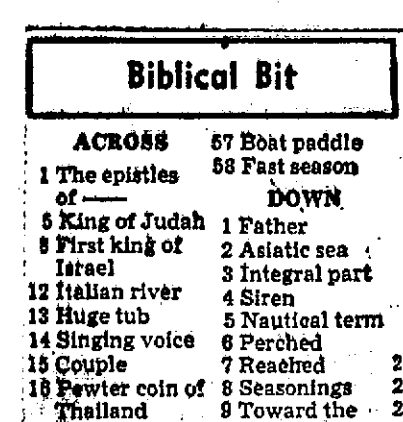 Biblical Bit
ACROSS
1 The epistles
of ——
5 King of Judah
8 First king of
Israel
12 Italian river
13 Huge tub
14 Singing voice
15 Couple
16 Pewter coin of
Thailand
57 Boat paddle
58 Fast season
DOWN
1 Father
2 Asiatic sea
3 Integral part
4 Siren
5 Nautical term
6 Perched
7 Reached
8 Seasonings
9 Toward the
2
2
2